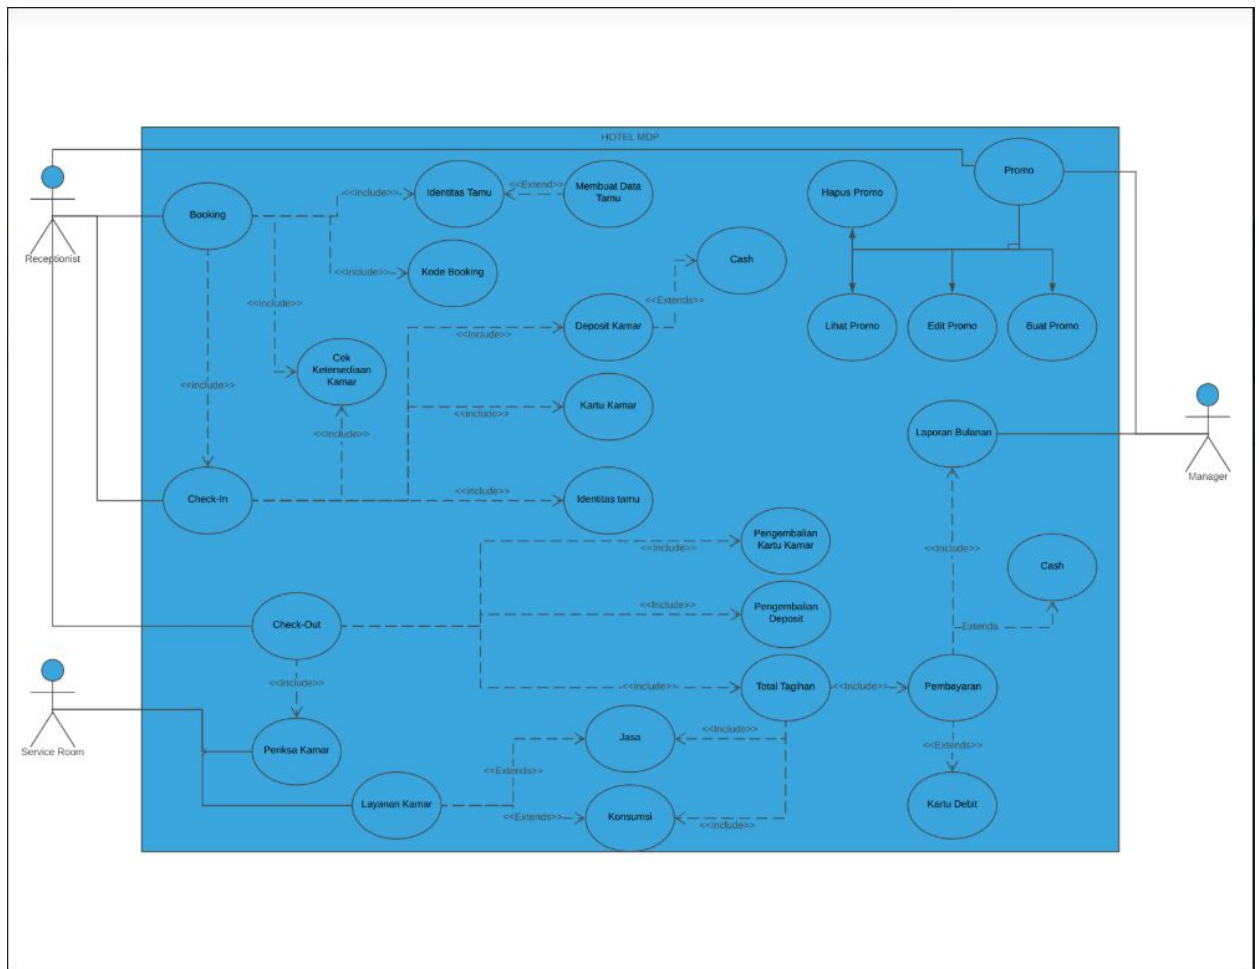 HOTEL MDP
Promo
Identitas Tamu
<<Extend>>
Membuat Data
Tamu
Hapus Promo
<<Include>>
Booking
Receptionist
Kode Booking
<<Include>>
Cash
<<Include>>
<<Extends>>
Deposit Kamar
<<Include>>
Lihat Promo
Edit Promo
Buat Promo
Cek
Ketersediaan
Kamar
<<Include>>
Kartu Kamar
<<Include>>
<<Include>>
Laporan Bulanan
Manager
Check-In
<<Include>>
Identitas tamu
Pengembalian
Kartu Kamar
<<Include>>
<<Include>>
Cash
Pengembalian
Deposit
<<Include>>
Check-Out
Extends
<<Include>>
<<Include>>
Total Tagihan
<<Include>>
Pembayaran
Service Room
Periksa Kamar
Jasa
<<Include>>
<<Extends>>
<<Extends>>
Layanan Kamar
<<Extends>>
Konsumsi
<<Include>>
Kartu Debit